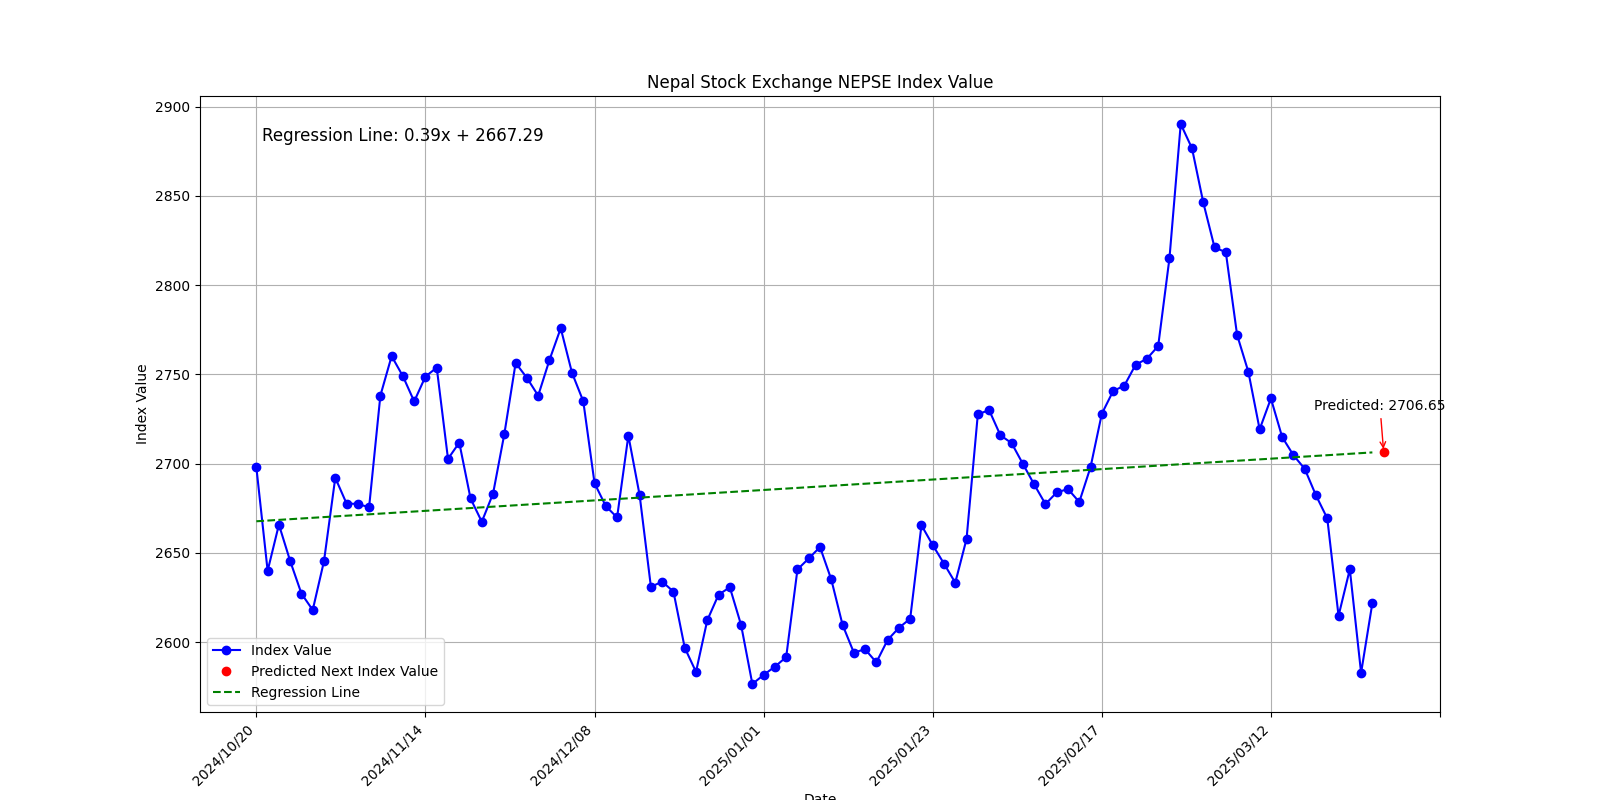 Nepal Stock Exchange NEPSE Index Value
2900
Regression Line: 0.39x + 2667.29
2850
2800
2750
Index Value
Predicted: 2706.65
2700
2650
2600
Index Value
Predicted Next Index Value
Regression Line
2024/10/20
2024/11/14
2024/12/08
2025/01/01
2025/01/23
2025/02/17
2025/03/12
Date